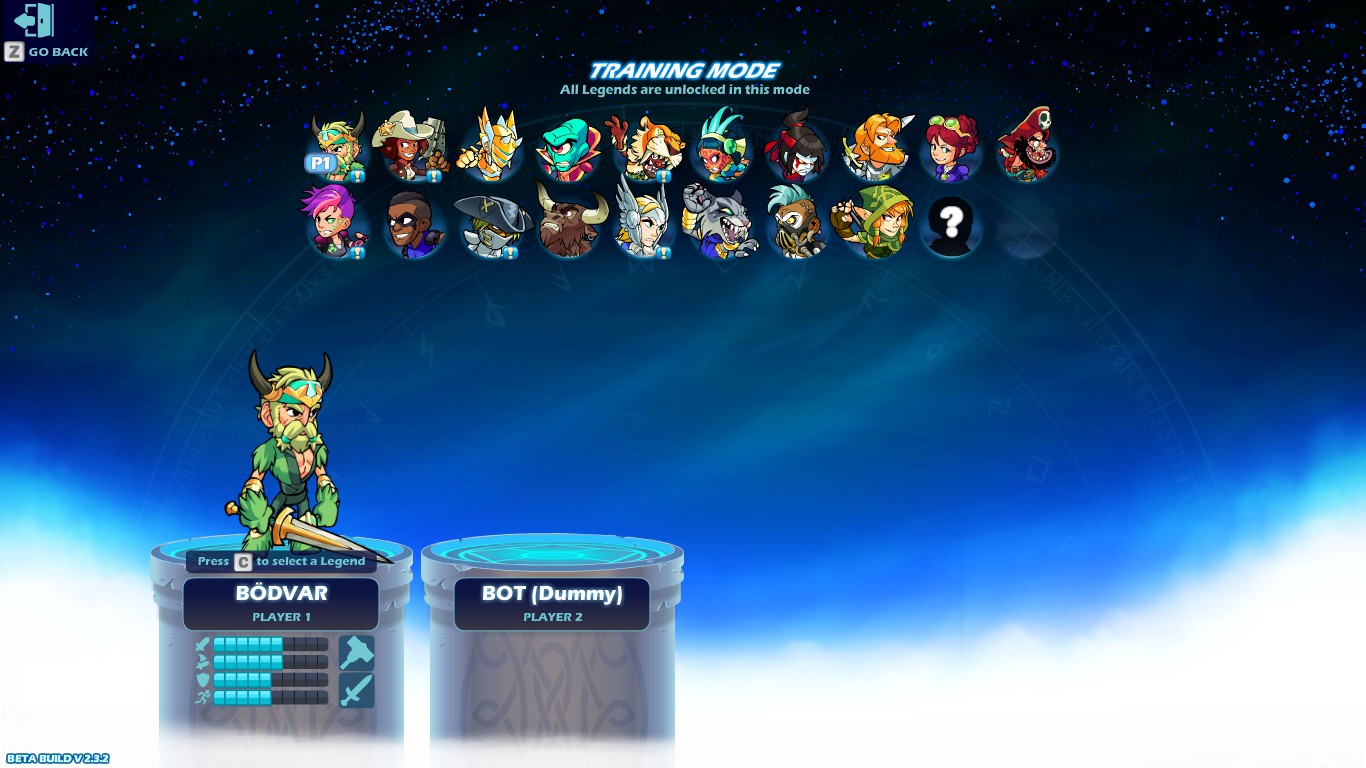 Z GO BACK
TRAINING MODE
All Legends are unlocked in this mode
P1
Press C to select a Legend
BÖDVAR
PLAYER 1
BOT (Dummy)
PLAYER 2
BETA BUILD V 2.3.2